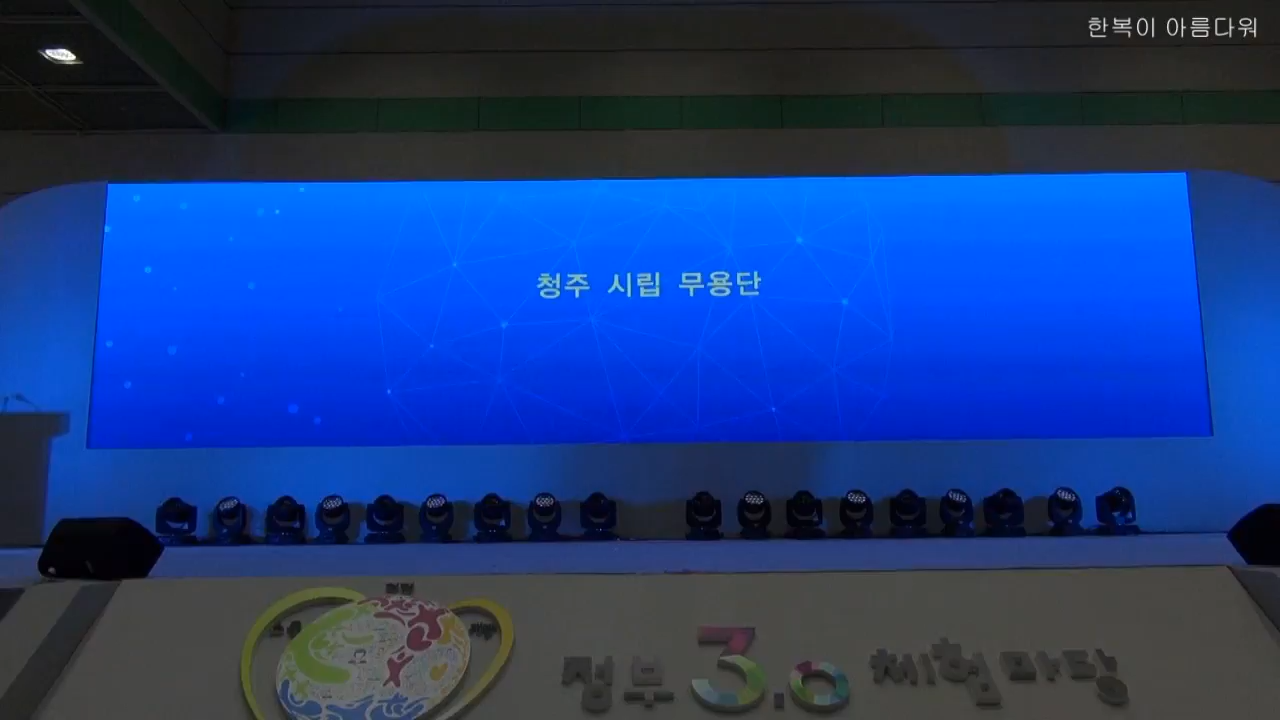 한복이 아름다워
청주 시립 무용단
정부 3.0 체험마당